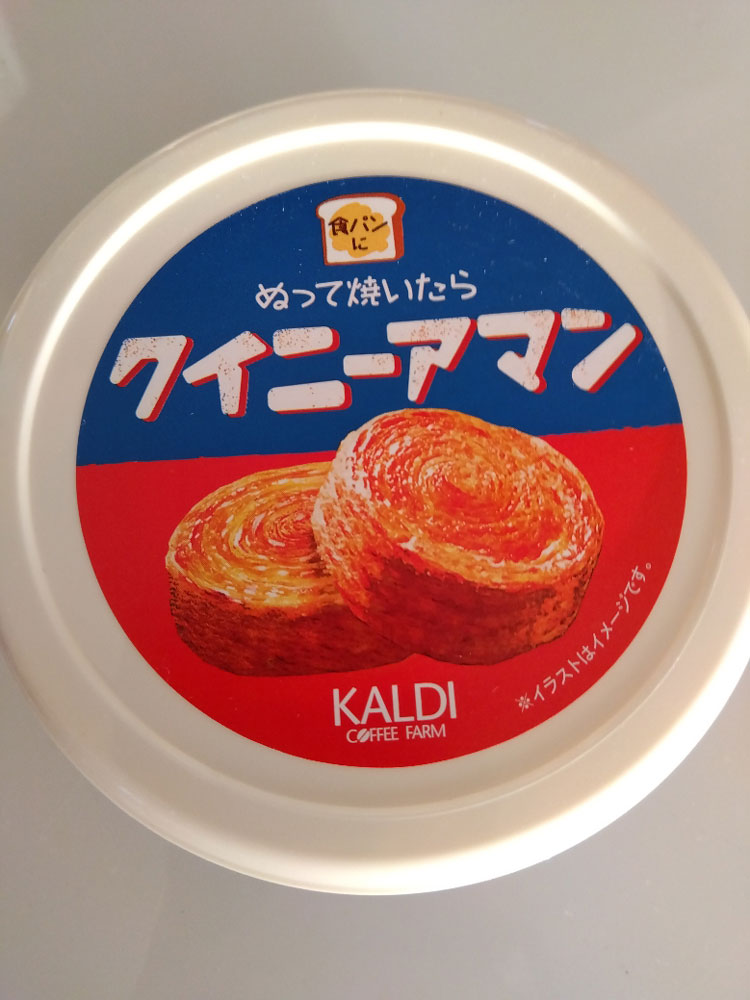 食パン
に
ぬって焼いたら
クイニーアマン
※イラストはイメージです。
KALDI
COFFEE FARM